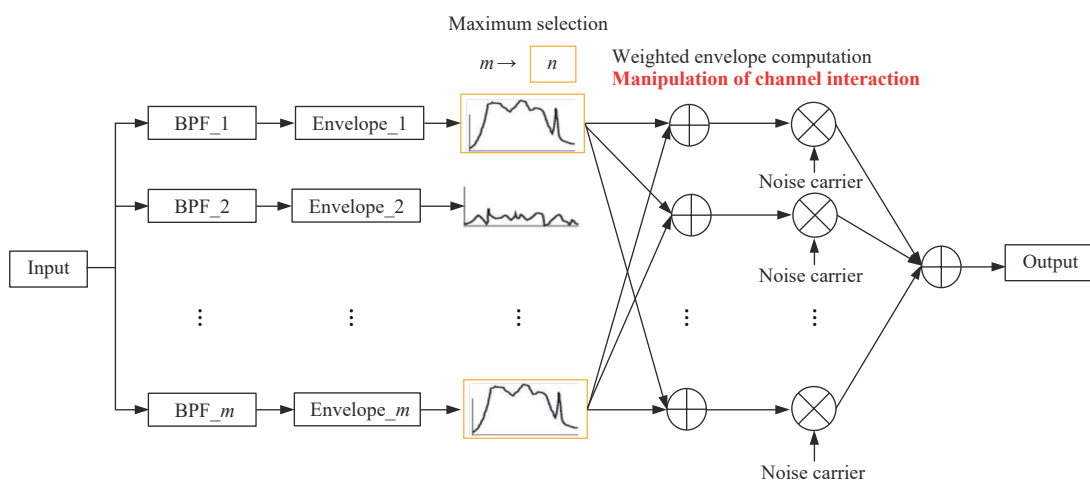 Maximum selection
m → n
Weighted envelope computation
Manipulation of channel interaction
BPF_1
Envelope_1
Noise carrier
BPF_2
Envelope_2
Noise carrier
Input
Output
⋮ ⋮ ⋮ ⋮ ⋮
BPF_m
Envelope_m
Noise carrier